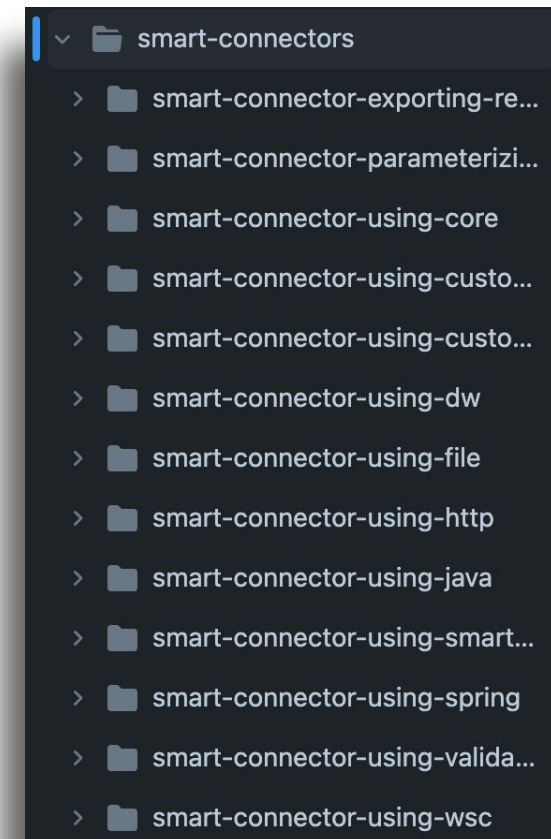 smart-connectors
smart-connector-exporting-re...
smart-connector-parameterizi...
smart-connector-using-core
smart-connector-using-custo...
smart-connector-using-custo...
smart-connector-using-dw
smart-connector-using-file
smart-connector-using-http
smart-connector-using-java
smart-connector-using-smart...
smart-connector-using-spring
smart-connector-using-valida...
smart-connector-using-wsc